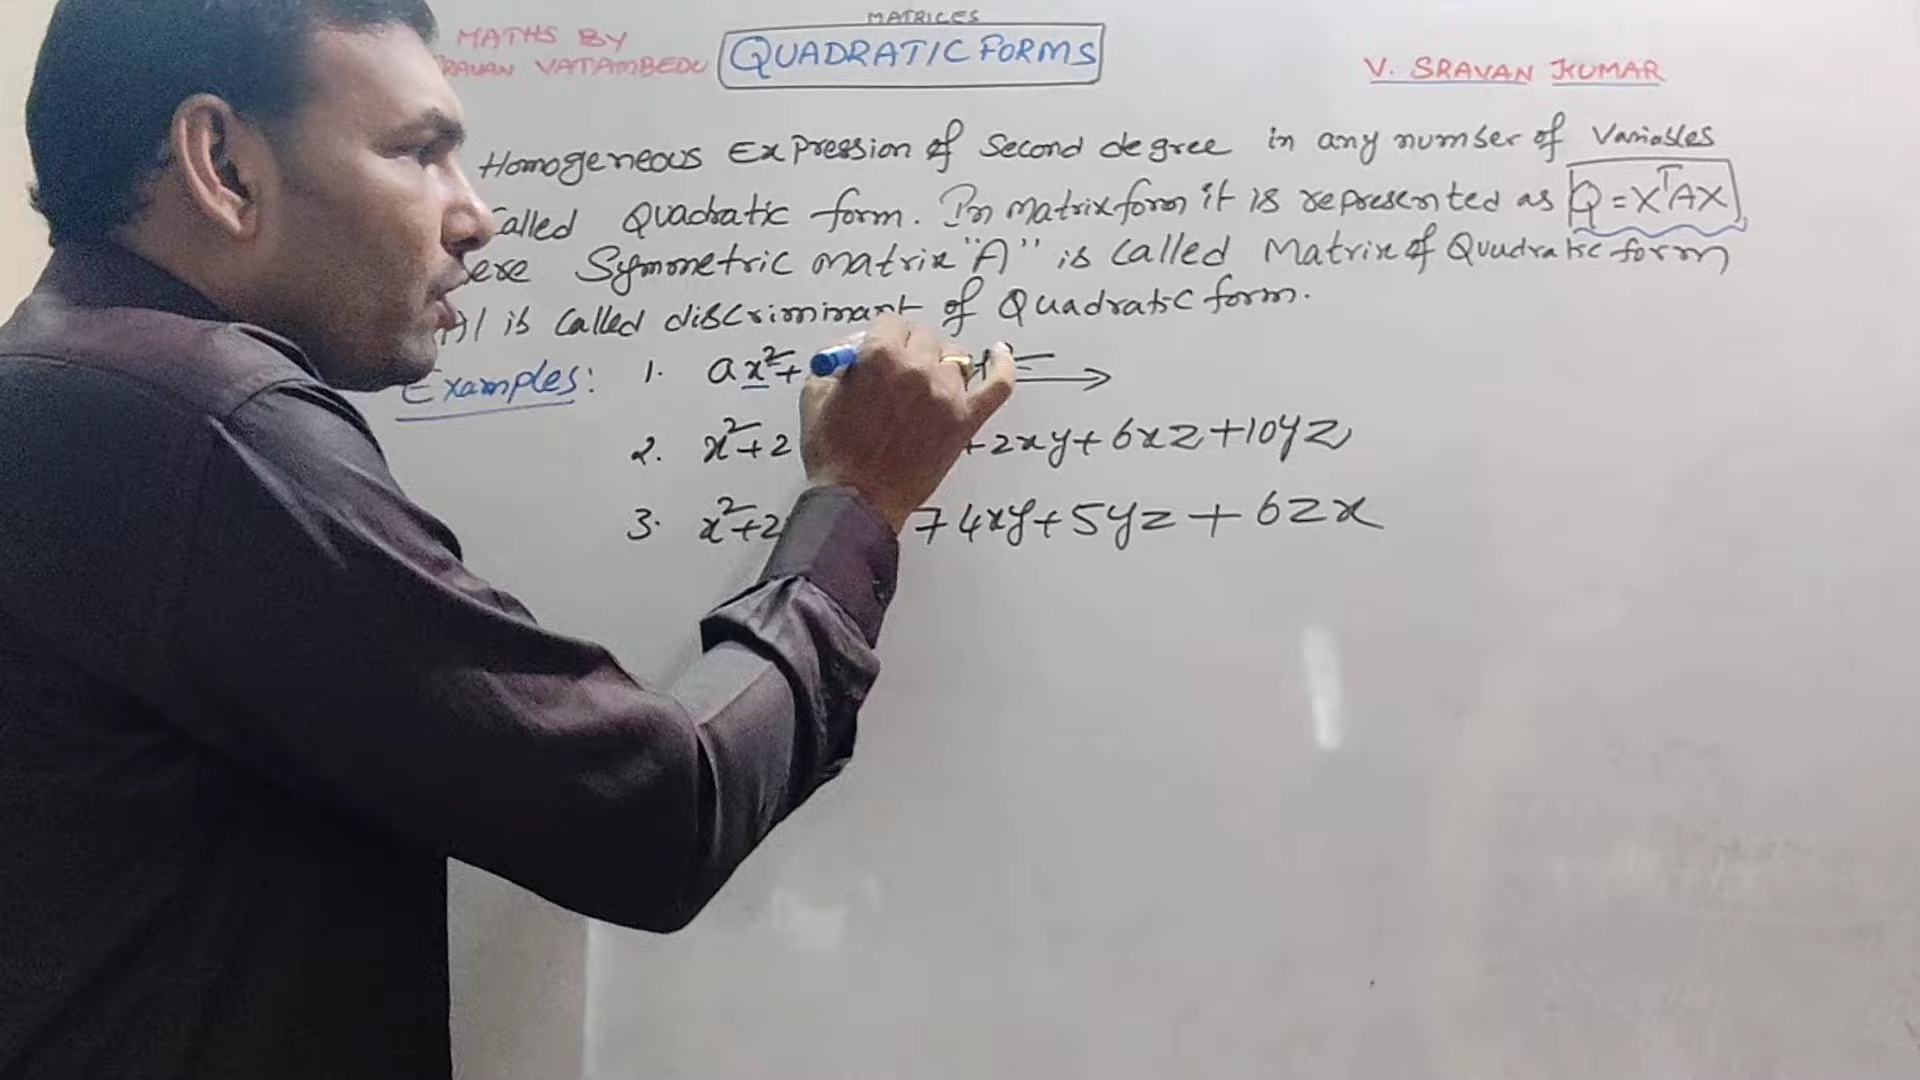 MATRICES
MATHS BY
RAVAN VATAMBEDU
QUADRATIC FORMS
V. SRAVAN KUMAR
Homogeneous Expression of Second degree in any number of Variables
Called Quadratic form. In matrix form it is represented as Q = XᵀAX
ere Symmetric matrix "A" is called Matrix of Quadratic form
A| is called discriminant of Quadratic form.
Examples: 1. ax²+
2. x²+2 +2xy+6xz+10yz
3. x²+2 4xy+5yz+6zx